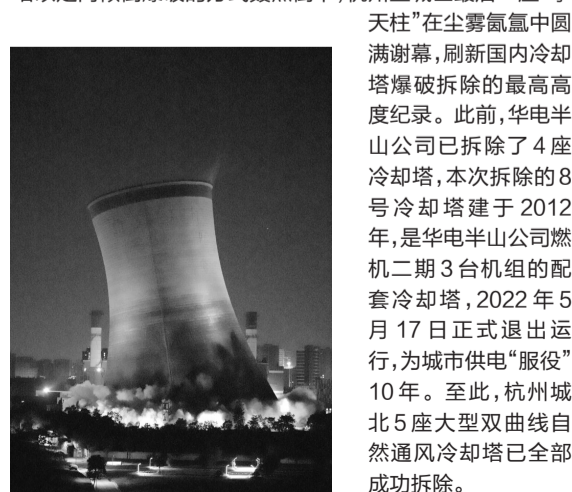 天柱”在尘雾氤氲中圆
满谢幕,刷新国内冷却
塔爆破拆除的最高高
度纪录。此前,华电半
山公司已拆除了4座
冷却塔,本次拆除的8
号冷却塔建于2012
年,是华电半山公司燃
机二期3台机组的配
套冷却塔,2022年5
月17日正式退出运
行,为城市供电“服役”
10年。至此,杭州城
北5座大型双曲线自
然通风冷却塔已全部
成功拆除。